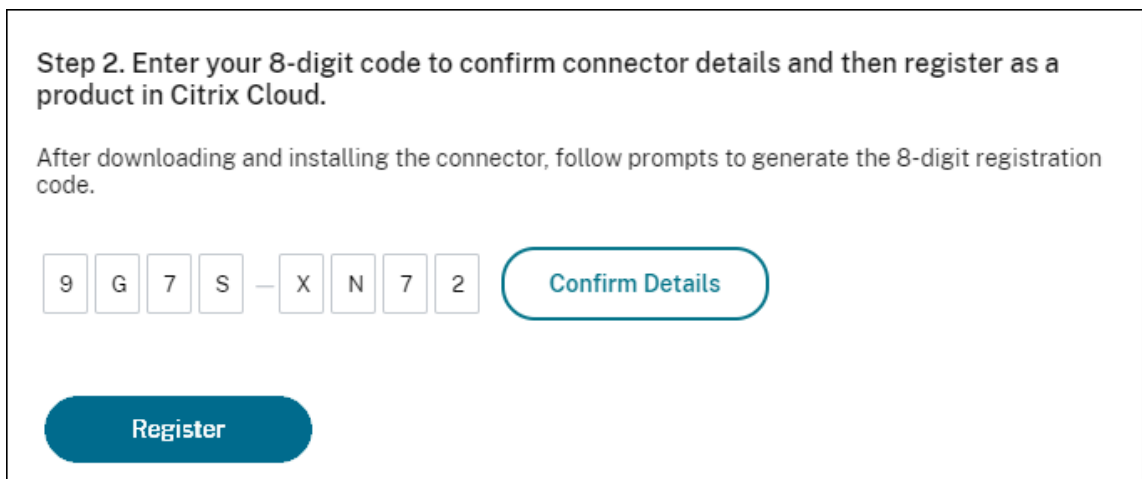 Step 2. Enter your 8-digit code to confirm connector details and then register as a
product in Citrix Cloud.
After downloading and installing the connector, follow prompts to generate the 8-digit registration
code.
9 G 7 S – X N 7 2 Confirm Details
Register